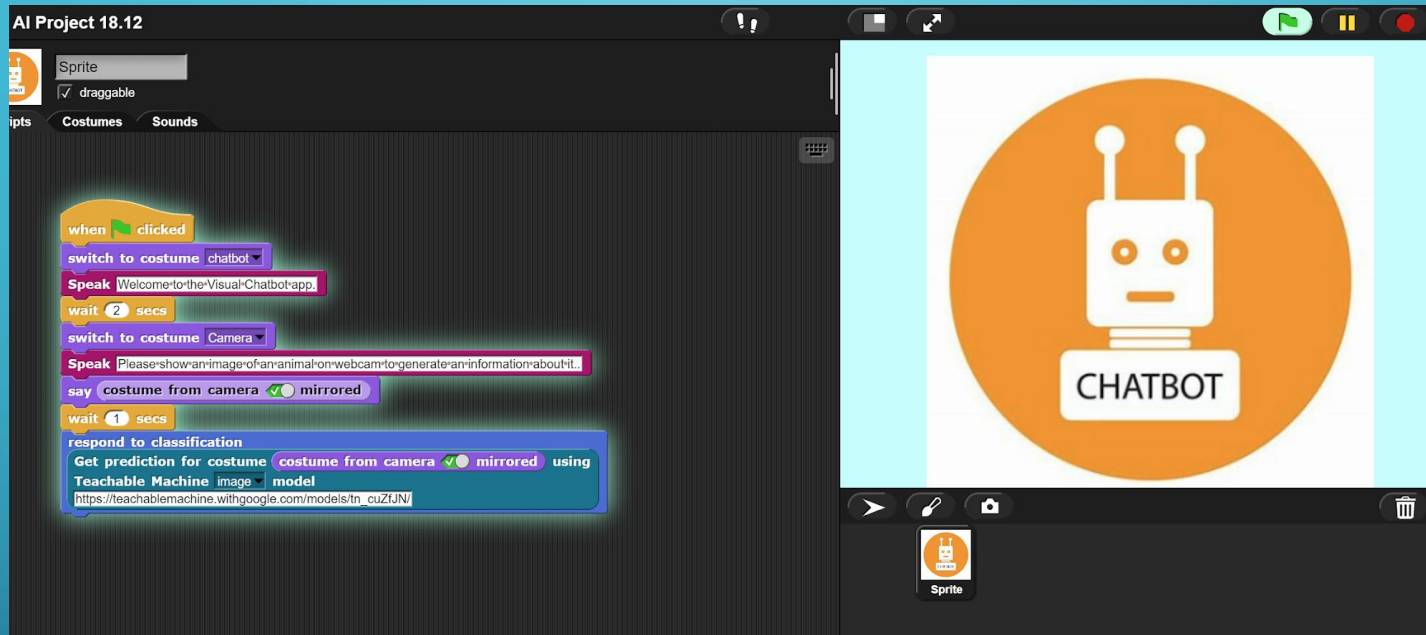 AI Project 18.12
Sprite
draggable
ipts Costumes Sounds
when clicked
switch to costume chatbot
Speak Welcome to the Visual Chatbot app.
wait 2 secs
switch to costume Camera
Speak Please show an image of an animal on webcam to generate an information about it..
say costume from camera mirrored
wait 1 secs
respond to classification
Get prediction for costume costume from camera mirrored using
Teachable Machine image model
https://teachablemachine.withgoogle.com/models/tn_cuZfJN/
CHATBOT
Sprite